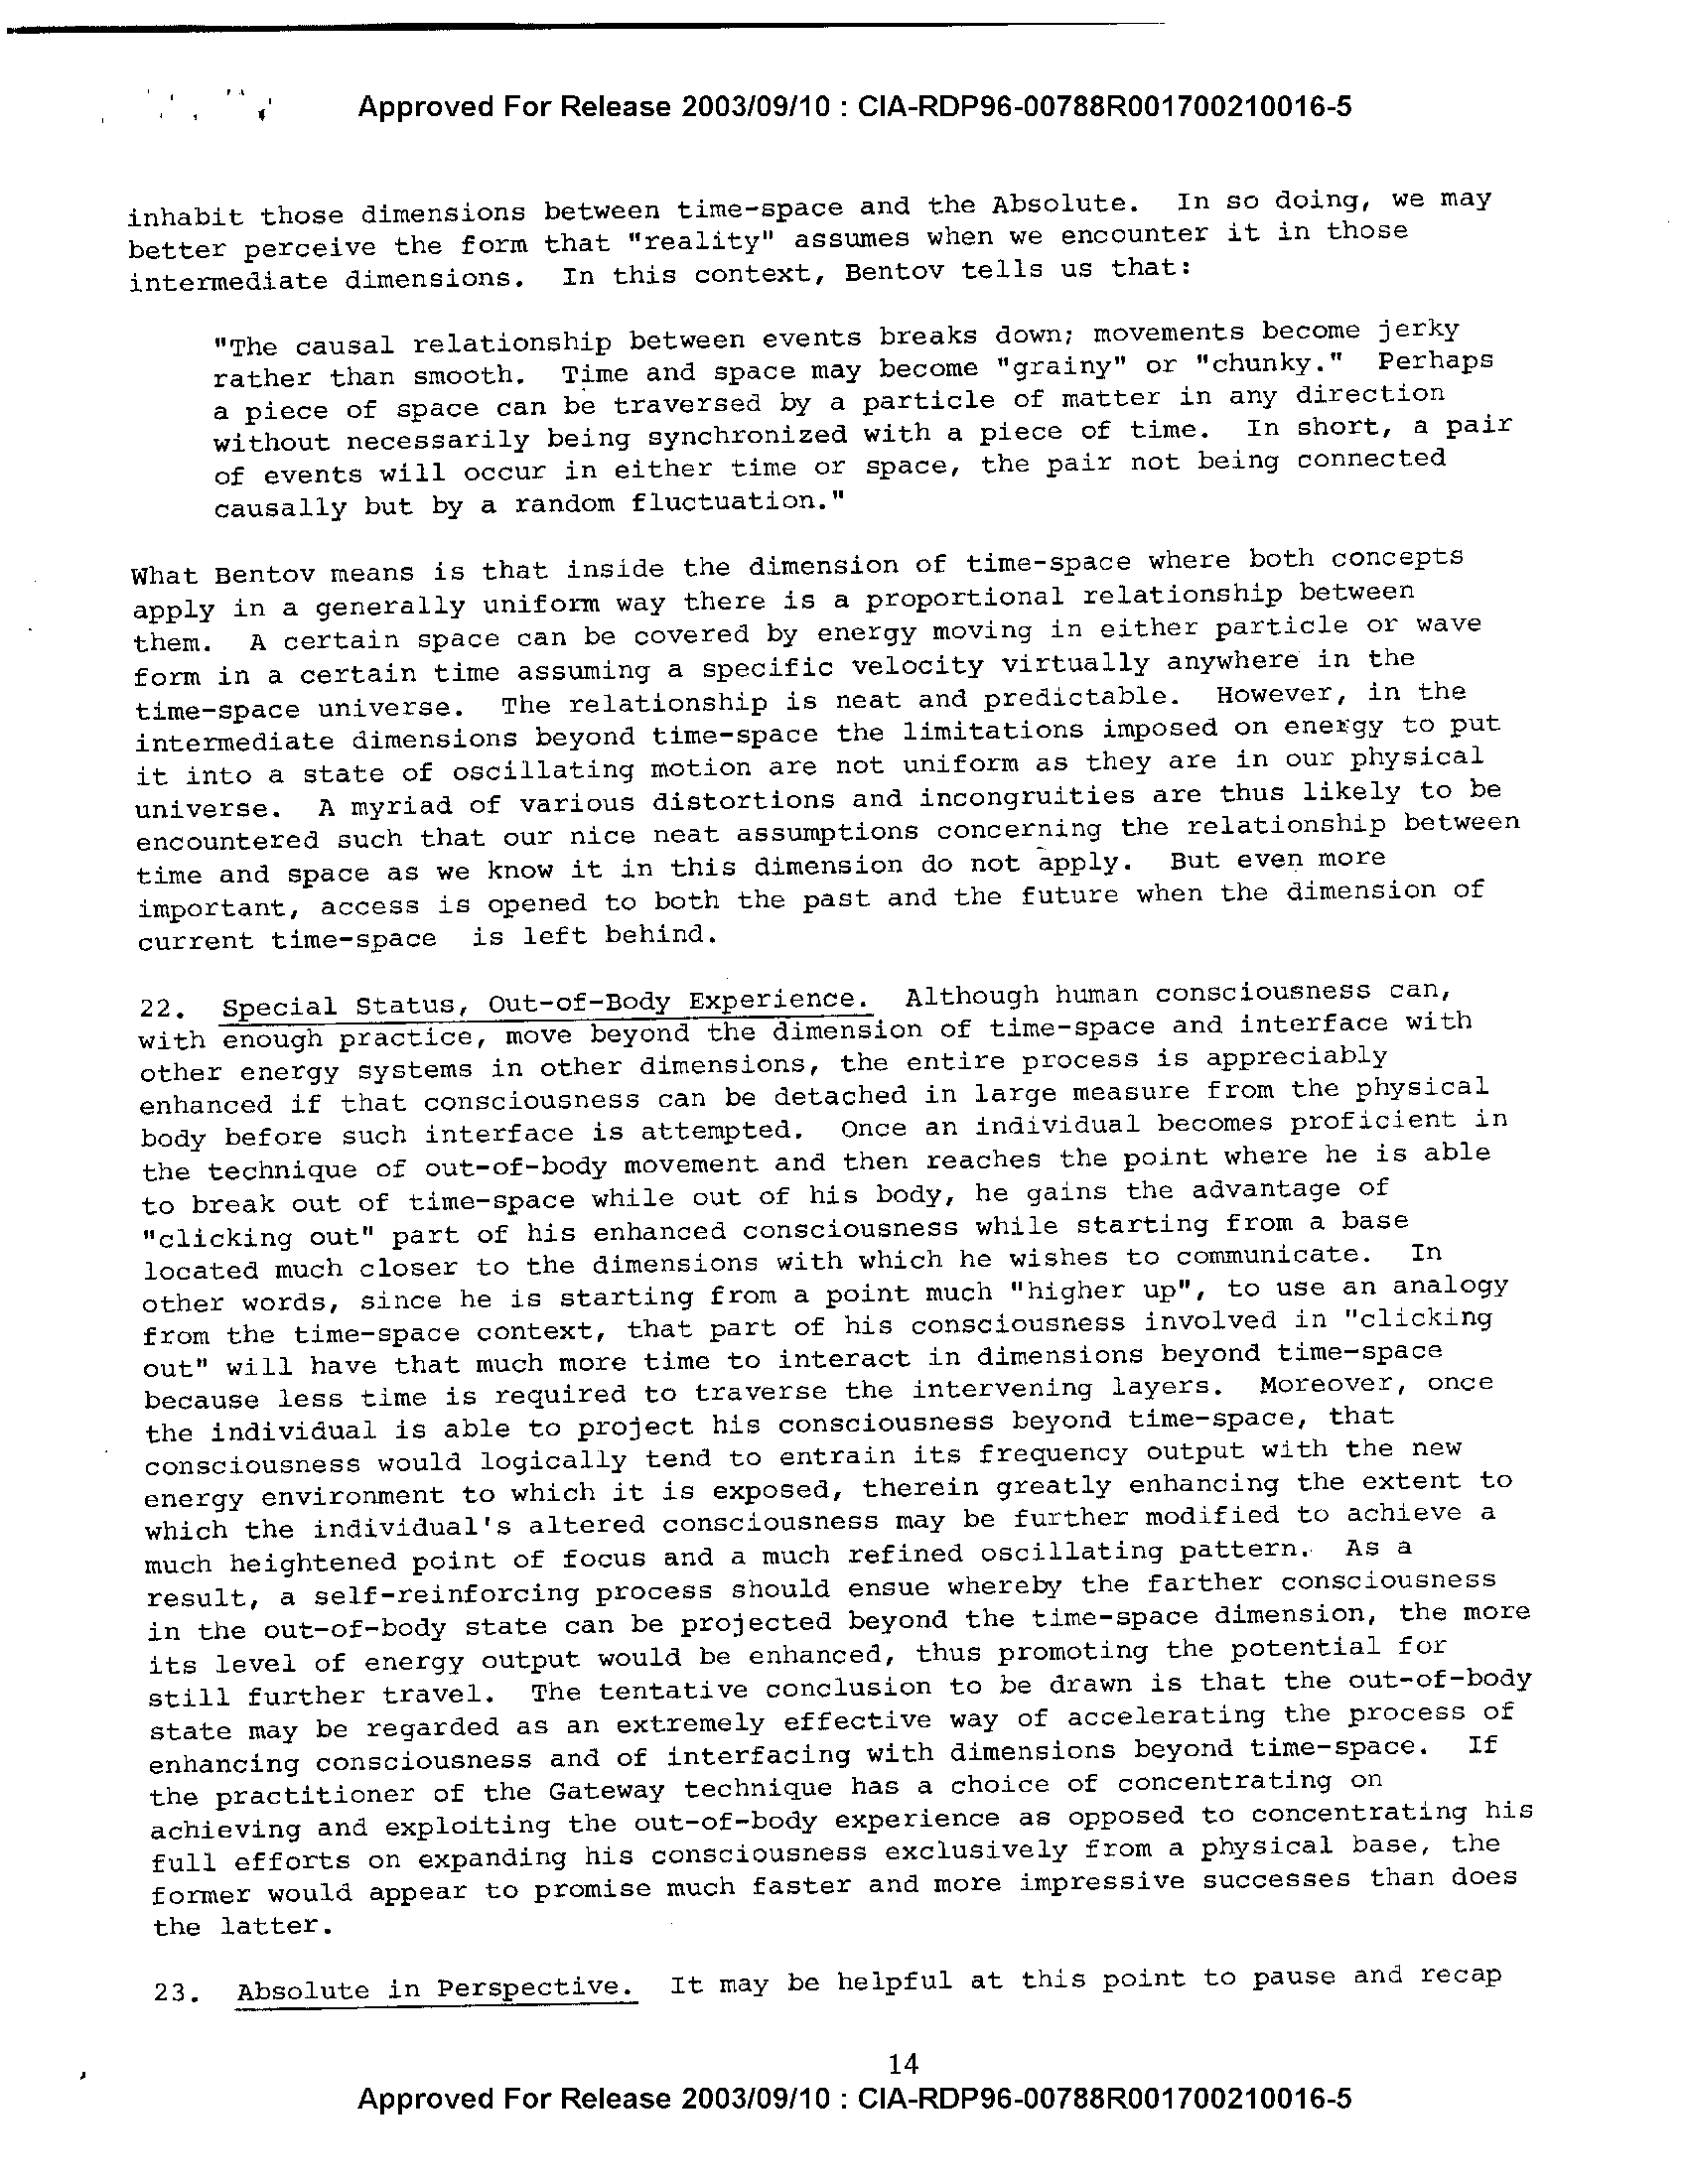 Approved For Release 2003/09/10 : CIA-RDP96-00788R001700210016-5
inhabit those dimensions between time-space and the Absolute.  In so doing, we may
better perceive the form that "reality" assumes when we encounter it in those
intermediate dimensions.  In this context, Bentov tells us that:
"The causal relationship between events breaks down; movements become jerky
rather than smooth.  Time and space may become "grainy" or "chunky."  Perhaps
a piece of space can be traversed by a particle of matter in any direction
without necessarily being synchronized with a piece of time.  In short, a pair
of events will occur in either time or space, the pair not being connected
causally but by a random fluctuation."
What Bentov means is that inside the dimension of time-space where both concepts
apply in a generally uniform way there is a proportional relationship between
them.  A certain space can be covered by energy moving in either particle or wave
form in a certain time assuming a specific velocity virtually anywhere in the
time-space universe.  The relationship is neat and predictable.  However, in the
intermediate dimensions beyond time-space the limitations imposed on energy to put
it into a state of oscillating motion are not uniform as they are in our physical
universe.  A myriad of various distortions and incongruities are thus likely to be
encountered such that our nice neat assumptions concerning the relationship between
time and space as we know it in this dimension do not apply.  But even more
important, access is opened to both the past and the future when the dimension of
current time-space  is left behind.
22.  Special Status, Out-of-Body Experience.  Although human consciousness can,
with enough practice, move beyond the dimension of time-space and interface with
other energy systems in other dimensions, the entire process is appreciably
enhanced if that consciousness can be detached in large measure from the physical
body before such interface is attempted.  Once an individual becomes proficient in
the technique of out-of-body movement and then reaches the point where he is able
to break out of time-space while out of his body, he gains the advantage of
"clicking out" part of his enhanced consciousness while starting from a base
located much closer to the dimensions with which he wishes to communicate.  In
other words, since he is starting from a point much "higher up", to use an analogy
from the time-space context, that part of his consciousness involved in "clicking
out" will have that much more time to interact in dimensions beyond time-space
because less time is required to traverse the intervening layers.  Moreover, once
the individual is able to project his consciousness beyond time-space, that
consciousness would logically tend to entrain its frequency output with the new
energy environment to which it is exposed, therein greatly enhancing the extent to
which the individual's altered consciousness may be further modified to achieve a
much heightened point of focus and a much refined oscillating pattern.  As a
result, a self-reinforcing process should ensue whereby the farther consciousness
in the out-of-body state can be projected beyond the time-space dimension, the more
its level of energy output would be enhanced, thus promoting the potential for
still further travel.  The tentative conclusion to be drawn is that the out-of-body
state may be regarded as an extremely effective way of accelerating the process of
enhancing consciousness and of interfacing with dimensions beyond time-space.  If
the practitioner of the Gateway technique has a choice of concentrating on
achieving and exploiting the out-of-body experience as opposed to concentrating his
full efforts on expanding his consciousness exclusively from a physical base, the
former would appear to promise much faster and more impressive successes than does
the latter.
23.  Absolute in Perspective.  It may be helpful at this point to pause and recap
14
Approved For Release 2003/09/10 : CIA-RDP96-00788R001700210016-5